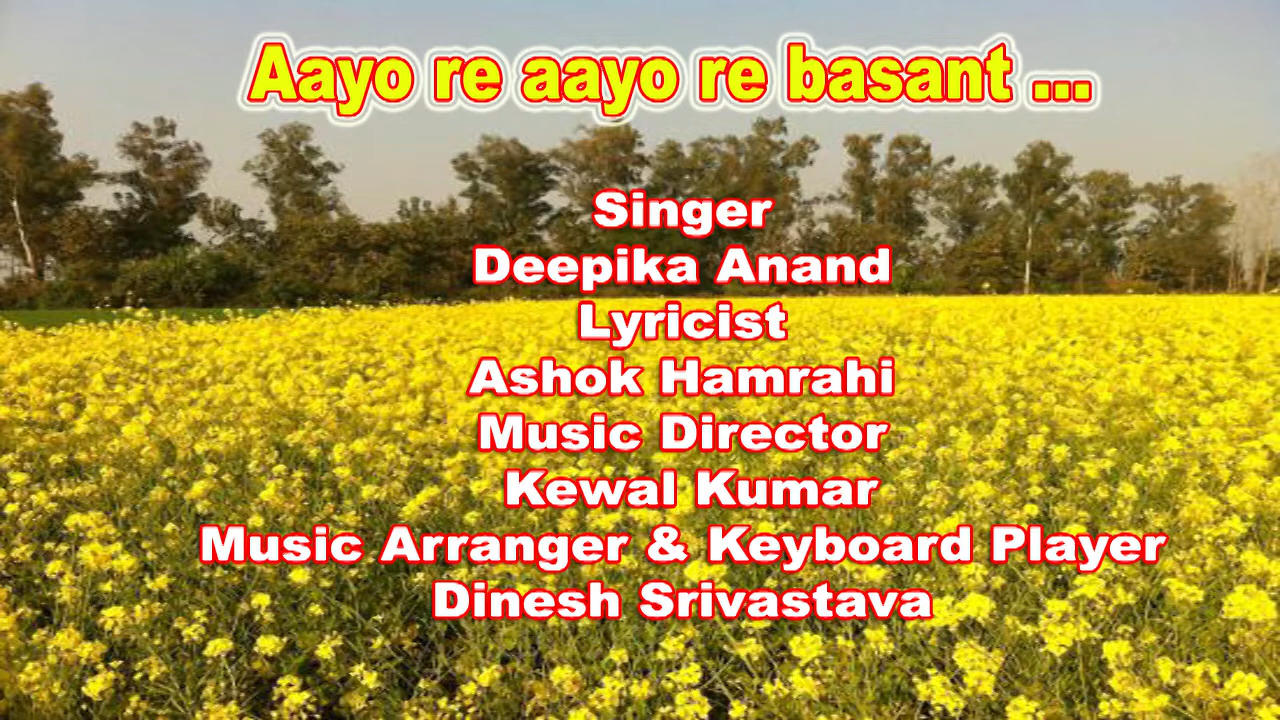 Aayo re aayo re basant ...
Singer
Deepika Anand
Lyricist
Ashok Hamrahi
Music Director
Kewal Kumar
Music Arranger & Keyboard Player
Dinesh Srivastava